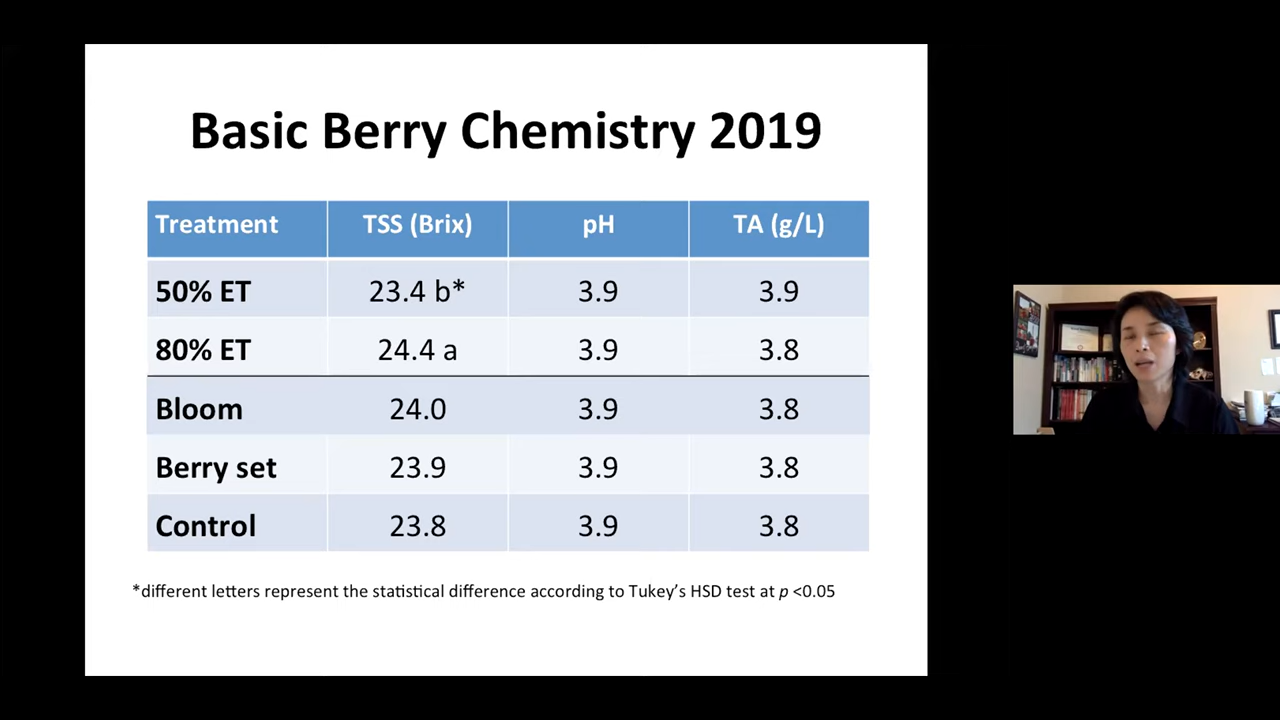 Basic Berry Chemistry 2019
Treatment TSS (Brix) pH TA (g/L)
50% ET 23.4 b* 3.9 3.9
80% ET 24.4 a 3.9 3.8
Bloom 24.0 3.9 3.8
Berry set 23.9 3.9 3.8
Control 23.8 3.9 3.8
*different letters represent the statistical difference according to Tukey’s HSD test at p <0.05